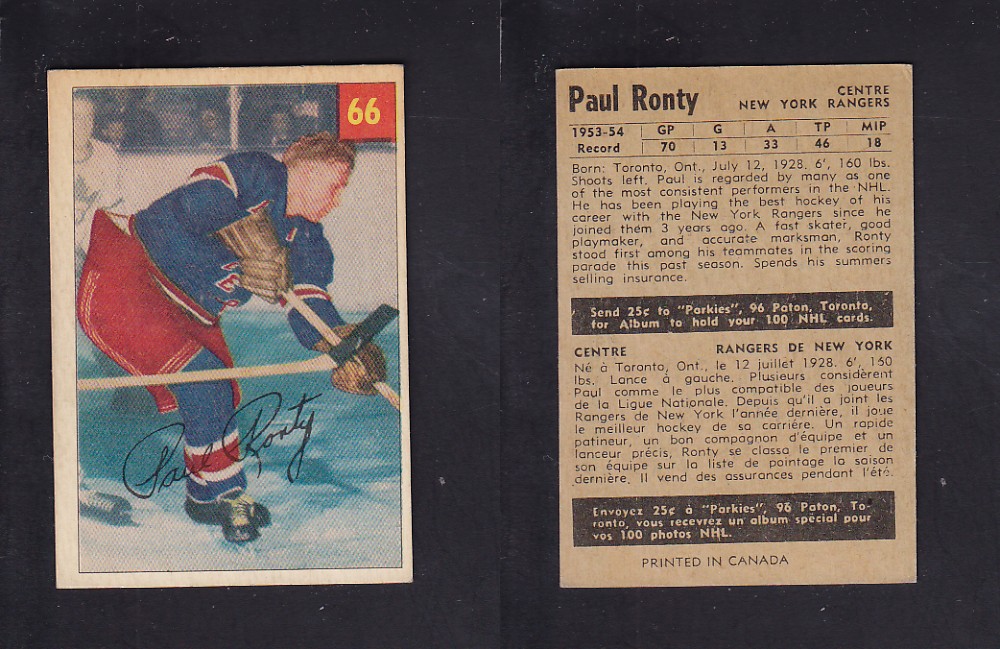 66
Paul Ronty
Paul Ronty
CENTRE
NEW YORK RANGERS
1953-54 GP G A TP MIP
Record 70 13 33 46 18
Born: Toronto, Ont., July 12, 1928. 6', 160 lbs.
Shoots left. Paul is regarded by many as one
of the most consistent performers in the NHL.
He has been playing the best hockey of his
career with the New York Rangers since he
joined them 3 years ago. A fast skater, good
playmaker, and accurate marksman, Ronty
stood first among his teammates in the scoring
parade this past season. Spends his summers
selling insurance.
Send 25¢ to "Parkies", 96 Paton, Toronto,
for Album to hold your 100 NHL cards.
CENTRE RANGERS DE NEW YORK
Né à Toronto, Ont., le 12 juillet 1928. 6', 160
lbs. Lance à gauche. Plusieurs considèrent
Paul comme le plus compatible des joueurs
de la Ligue Nationale. Depuis qu'il a joint les
Rangers de New York l'année dernière, il joue
le meilleur hockey de sa carrière. Un rapide
patineur, un bon compagnon d'équipe et un
lanceur précis, Ronty se classa le premier de
son équipe sur la liste de pointage la saison
dernière. Il vend des assurances pendant l'été.
Envoyez 25¢ à "Parkies", 96 Paton, To-
ronto, vous recevrez un album spécial pour
vos 100 photos NHL.
PRINTED IN CANADA